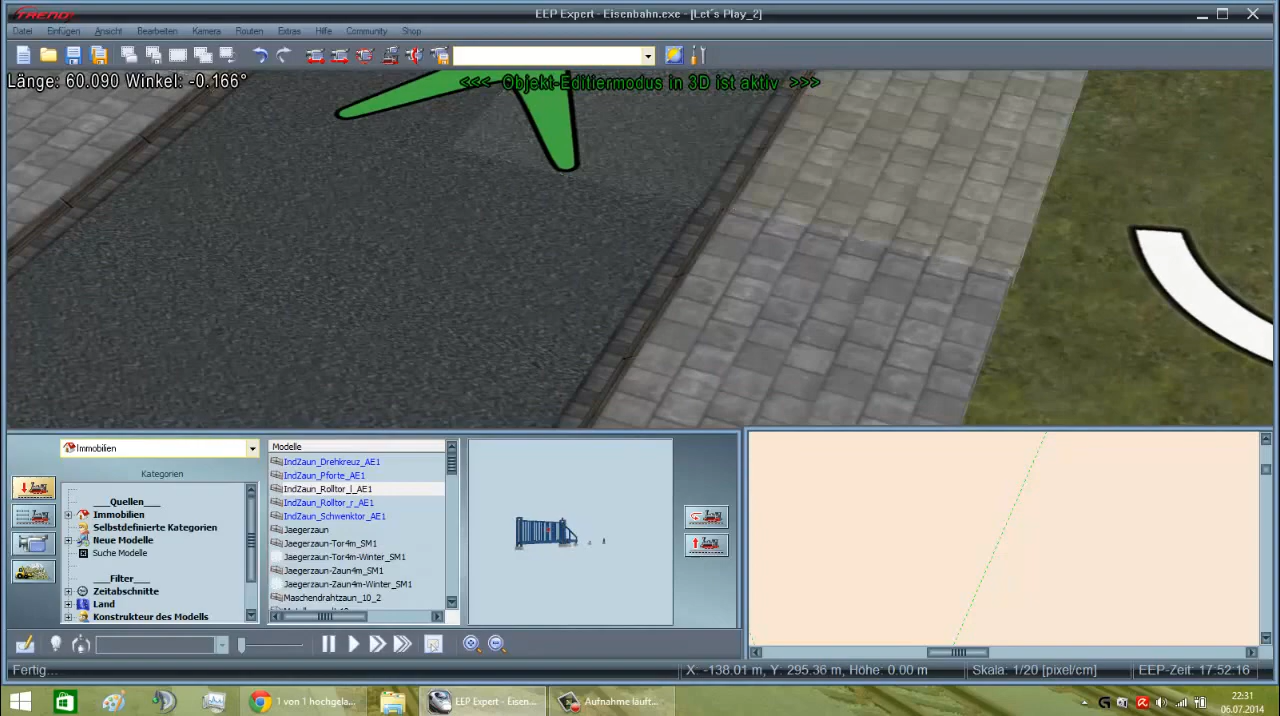 TREND
EEP Expert - Eisenbahn.exe - [Let´s Play_2]
Datei Einfügen Ansicht Bearbeiten Kamera Routen Extras Hilfe Community Shop
Länge: 60.090 Winkel: -0.166°
<<< Objekt-Editiermodus in 3D ist aktiv >>>
Immobilien
Kategorien
___Quellen___
Immobilien
Selbstdefinierte Kategorien
Neue Modelle
Suche Modelle
___Filter___
Zeitabschnitte
Land
Konstrukteur des Modells
Modelle
IndZaun_Drehkreuz_AE1
IndZaun_Pforte_AE1
IndZaun_Rolltor_l_AE1
IndZaun_Rolltor_r_AE1
IndZaun_Schwenktor_AE1
Jaegerzaun
Jaegerzaun-Tor4m_SM1
Jaegerzaun-Tor4m-Winter_SM1
Jaegerzaun-Zaun4m_SM1
Jaegerzaun-Zaun4m-Winter_SM1
Maschendrahtzaun_10_2
Fertig...
X: -138.01 m, Y: 295.36 m, Höhe: 0.00 m
Skala: 1/20 [pixel/cm]
EEP-Zeit: 17:52:16
1 von 1 hochgela...
EEP Expert - Eisen...
Aufnahme läuft...
22:31
06.07.2014